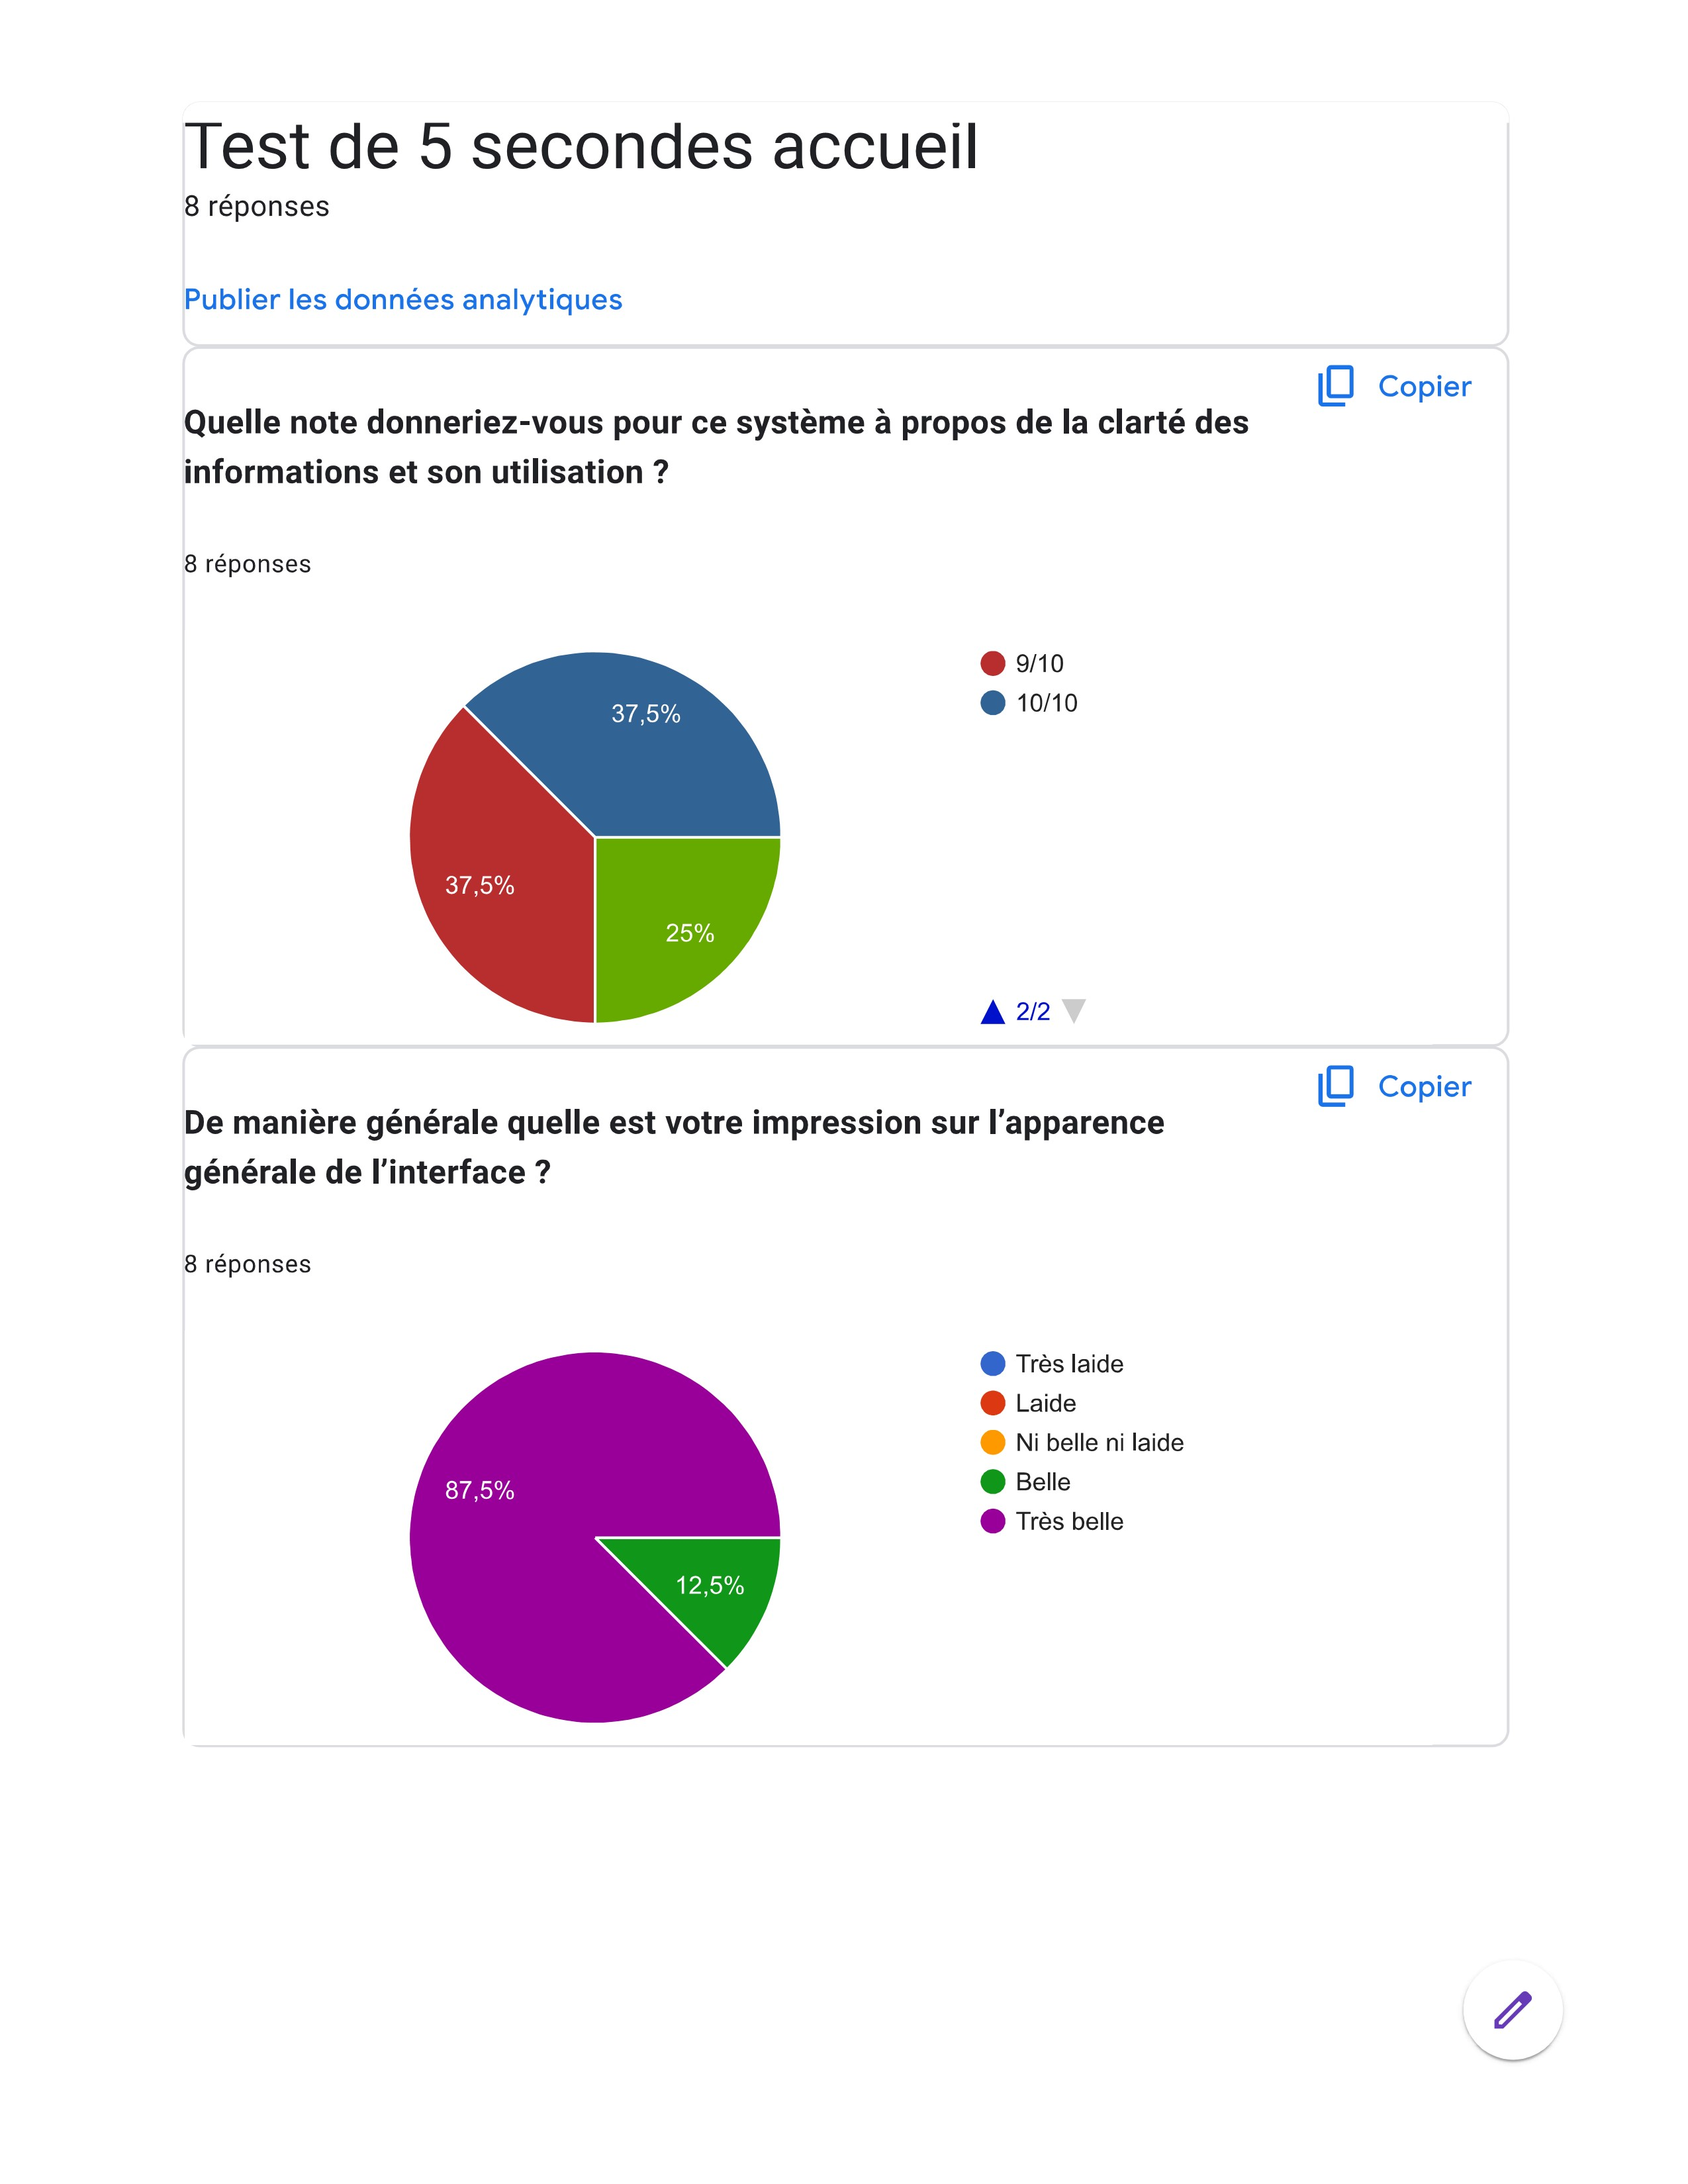 Test de 5 secondes accueil
8 réponses
Publier les données analytiques
Copier
Quelle note donneriez-vous pour ce système à propos de la clarté des
informations et son utilisation ?
8 réponses
37,5%
37,5%
25%
9/10
10/10
2/2
Copier
De manière générale quelle est votre impression sur l’apparence
générale de l’interface ?
8 réponses
87,5%
12,5%
Très laide
Laide
Ni belle ni laide
Belle
Très belle